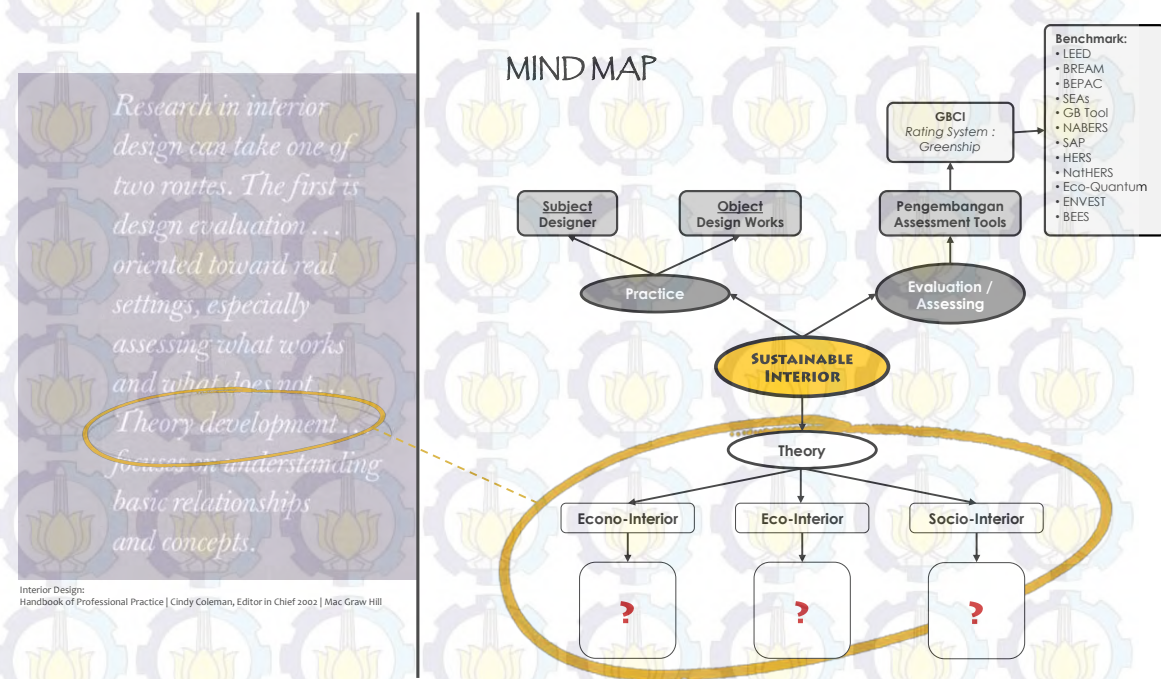 Research in interior
design can take one of
two routes. The first is
design evaluation ...
oriented toward real
settings, especially
assessing what works
and what does not ...
Theory development ...
focuses on understanding
basic relationships
and concepts.
Interior Design:
Handbook of Professional Practice | Cindy Coleman, Editor in Chief 2002 | Mac Graw Hill
MIND MAP
Benchmark:
• LEED
• BREAM
• BEPAC
• SEAs
• GB Tool
• NABERS
• SAP
• HERS
• NatHERS
• Eco-Quantum
• ENVEST
• BEES
GBCI
Rating System :
Greenship
Subject
Designer
Object
Design Works
Pengembangan
Assessment Tools
Practice
Evaluation /
Assessing
SUSTAINABLE
INTERIOR
Theory
Econo-Interior
Eco-Interior
Socio-Interior
?
?
?